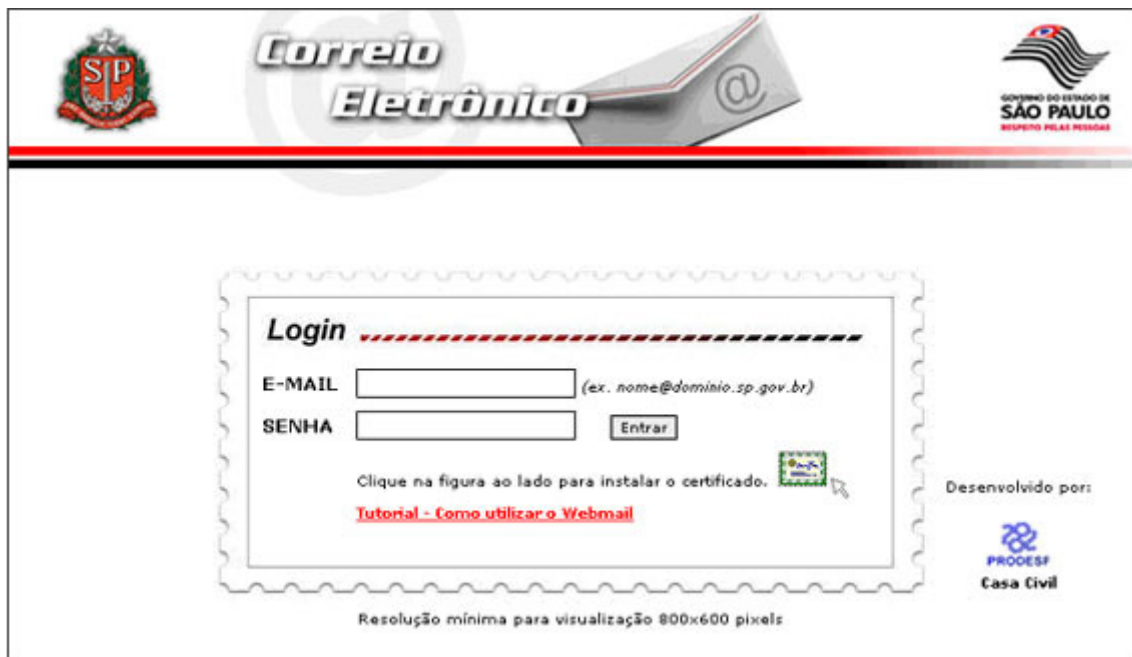 SP
Correio
Eletrônico
@
GOVERNO DO ESTADO DE
SÃO PAULO
RESPEITO PELAS PESSOAS
Login
E-MAIL (ex. nome@dominio.sp.gov.br)
SENHA Entrar
Clique na figura ao lado para instalar o certificado.
Tutorial - Como utilizar o Webmail
Desenvolvido por:
PRODESP
Casa Civil
Resolução mínima para visualização 800x600 pixels